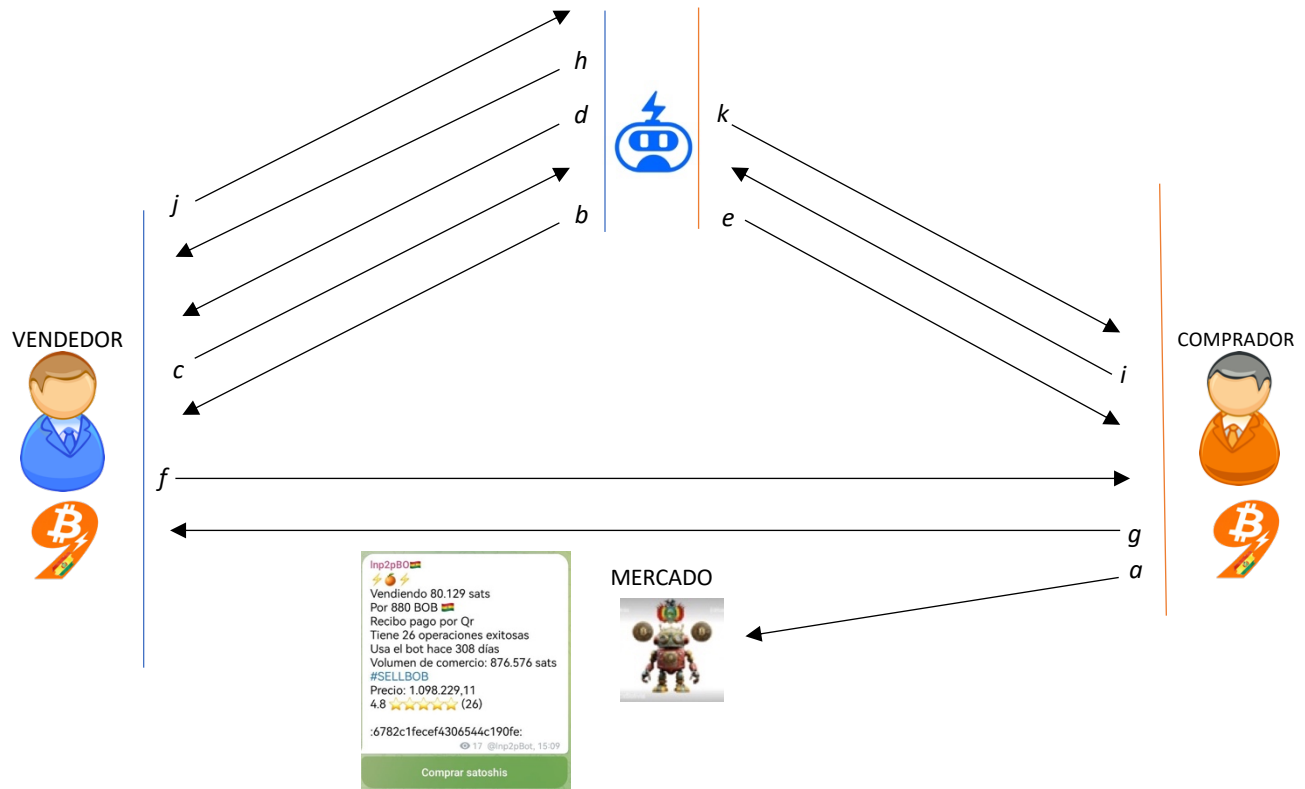 h
d
k
j
b
e
VENDEDOR
COMPRADOR
c
i
f
g
a
lnp2pBO🇧🇴
⚡🍊⚡
Vendiendo 80.129 sats
Por 880 BOB 🇧🇴
Recibo pago por Qr
Tiene 26 operaciones exitosas
Usa el bot hace 308 días
Volumen de comercio: 876.576 sats
#SELLBOB
Precio: 1.098.229,11
4.8 ⭐⭐⭐⭐⭐ (26)
:6782c1fecef4306544c190fe:
17 @lnp2pBot, 15:09
Comprar satoshis
MERCADO